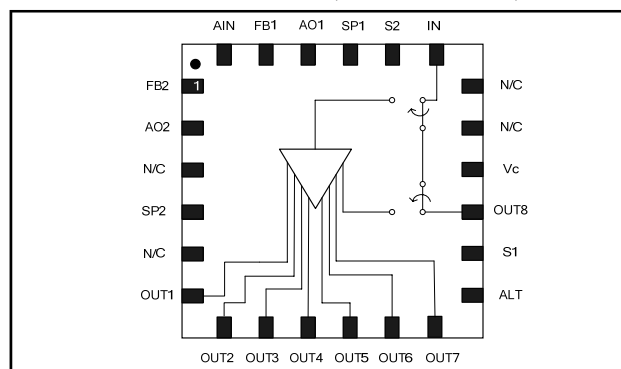 AIN FB1 AO1 SP1 S2 IN
FB2 1 N/C
AO2 N/C
N/C Vc
SP2 OUT8
N/C S1
OUT1 ALT
OUT2 OUT3 OUT4 OUT5 OUT6 OUT7